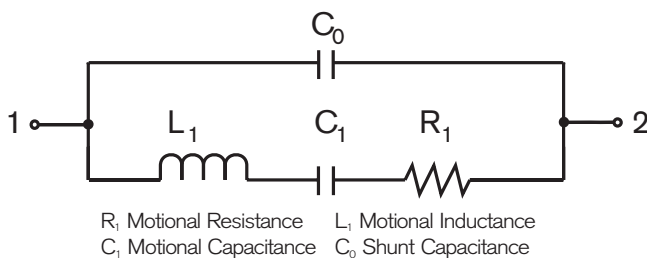 C₀
1 L₁ C₁ R₁ 2
R₁ Motional Resistance L₁ Motional Inductance
C₁ Motional Capacitance C₀ Shunt Capacitance